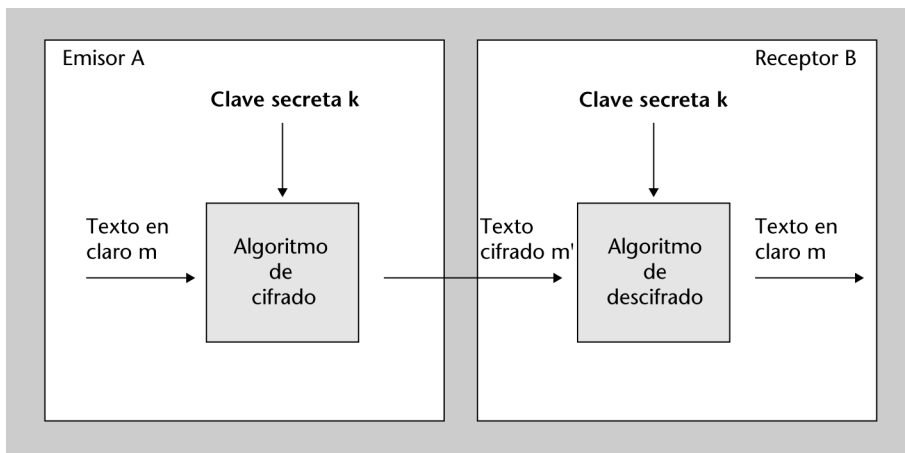 Emisor A
Clave secreta k
Texto en
claro m
Algoritmo
de
cifrado
Receptor B
Clave secreta k
Texto
cifrado m'
Algoritmo
de
descifrado
Texto en
claro m